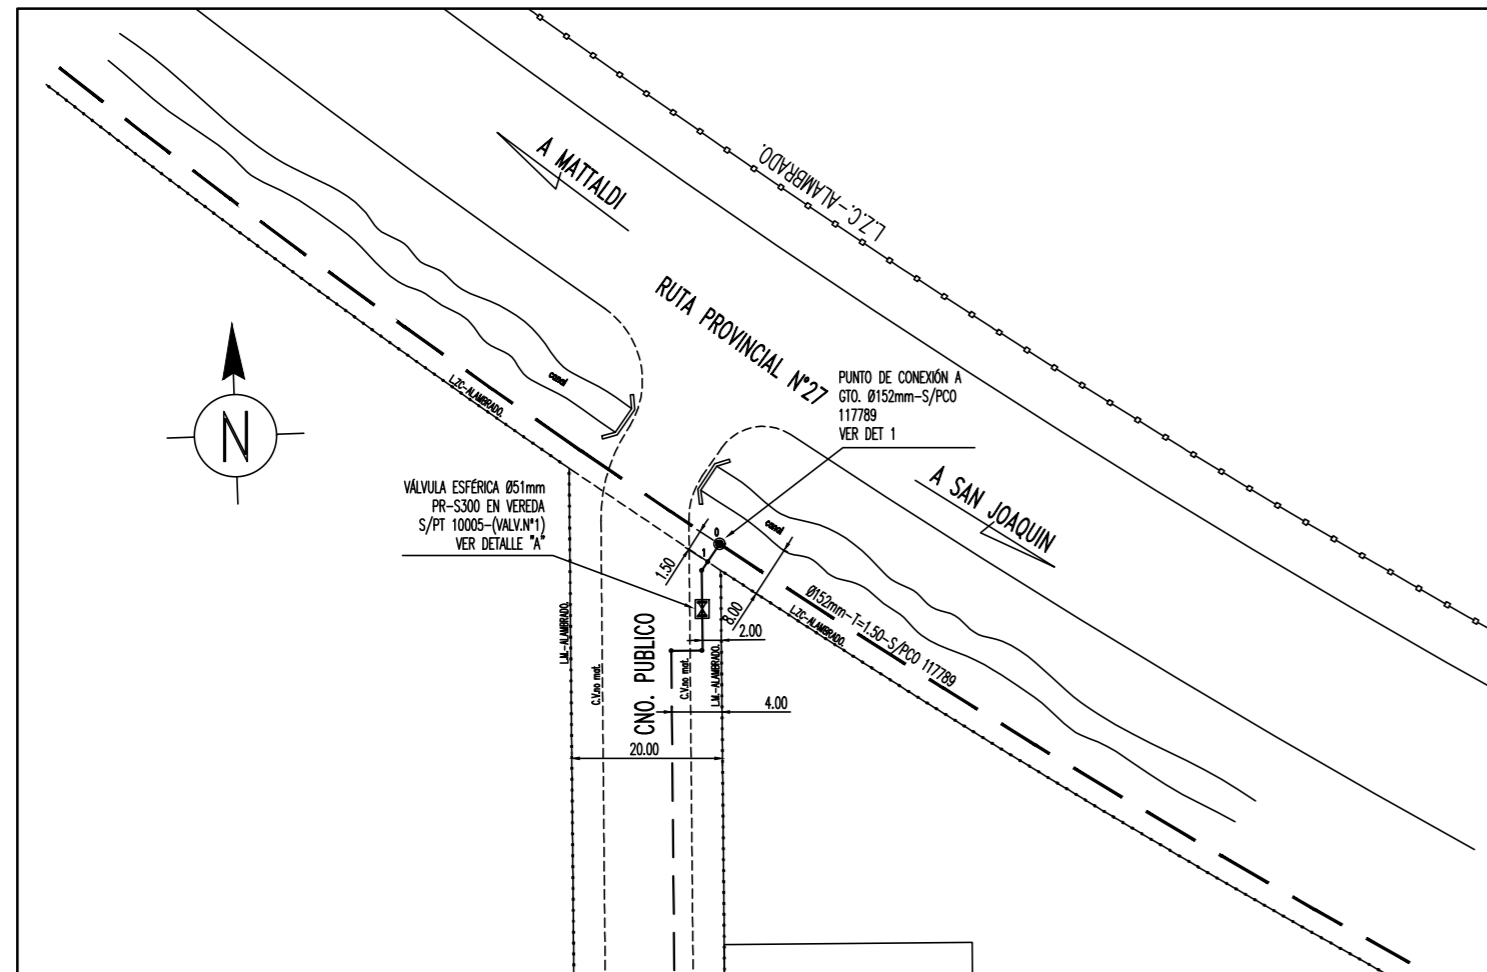 L.Z.C.-ALAMBRADO.
A MATTALDI
RUTA PROVINCIAL N°27
PUNTO DE CONEXIÓN A
GTO. Ø152mm-S/PCO
117789
VER DET 1
canal
L.ZC-ALAMBRADO.
N
A SAN JOAQUIN
VÁLVULA ESFÉRICA Ø51mm
PR-S300 EN VEREDA
S/PT 10005-(VALV.N°1)
VER DETALLE "A"
canal
0
1
1.50
8.00
Ø152mm-T=1.50-S/PCO 117789
L.ZC-ALAMBRADO.
2.00
L.M.-ALAMBRADO.
C.V.no mat.
CNO. PUBLICO
C.V.no mat.
L.M.-ALAMBRADO.
4.00
20.00